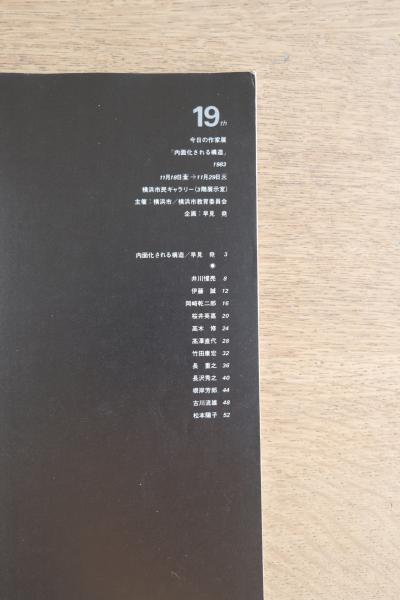 19th
今日の作家展
「内面化される構造」
1983
11月18日金→11月29日火
横浜市民ギャラリー(3階展示室)
主催:横浜市/横浜市教育委員会
企画:早見 堯
内面化される構造/早見 堯 3
●
井川惺亮 8
伊藤 誠 12
岡崎乾二郎 16
桜井英嘉 20
高木 修 24
高澤直代 28
竹田康宏 32
長 重之 36
長沢秀之 40
根岸芳郎 44
古川流雄 48
松本陽子 52